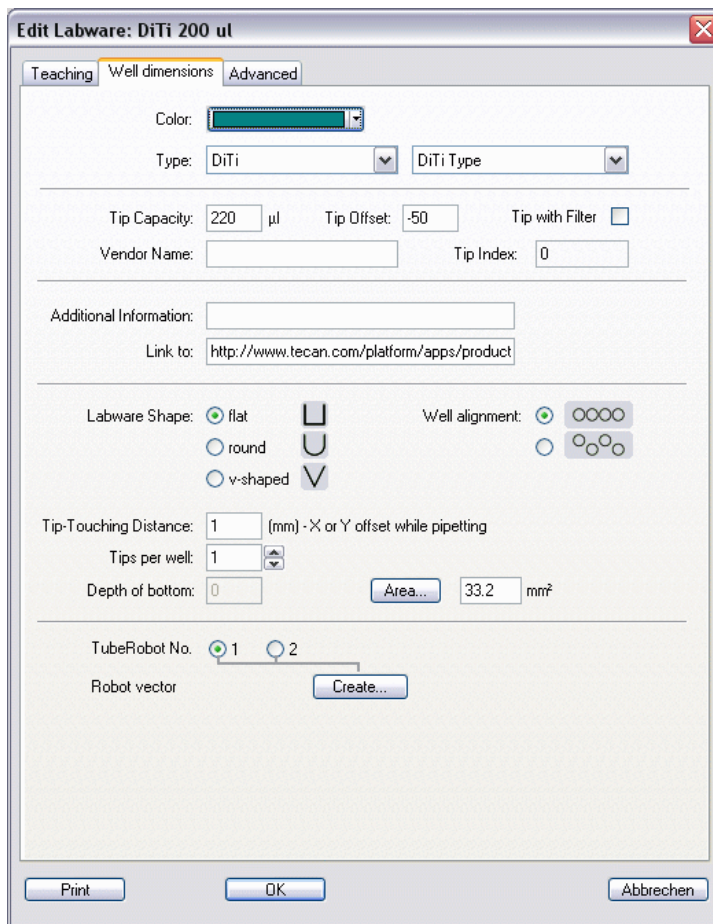 Edit Labware: DiTi 200 ul
Teaching Well dimensions Advanced
Color:
Type: DiTi DiTi Type
Tip Capacity: 220 µl Tip Offset: -50 Tip with Filter
Vendor Name: Tip Index: 0
Additional Information:
Link to: http://www.tecan.com/platform/apps/product
Labware Shape: flat Well alignment:
round
v-shaped
Tip-Touching Distance: 1 (mm) - X or Y offset while pipetting
Tips per well: 1
Depth of bottom: 0 Area... 33.2 mm²
TubeRobot No. 1 2
Robot vector Create...
Print OK Abbrechen